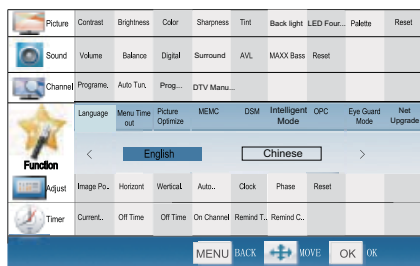 Picture Contrast Brightness Color Sharpness Tint Back light LED Four... Palette Reset
Sound Volume Balance Digital Surround AVL MAXX Bass Reset
Channel Programe. Auto Tun. Prog... DTV Manu...
Language Menu Time out Picture Optimize MEMC DSM Intelligent Mode OPC Eye Guard Mode Net Upgrade
Function < English Chinese >
Adjust Image Po.. Horizont Wertical. Auto.. Clock Phase Reset
Timer Current.. Off Time Off Time On Channel Remind T.. Remind C..
MENU BACK MOVE OK OK